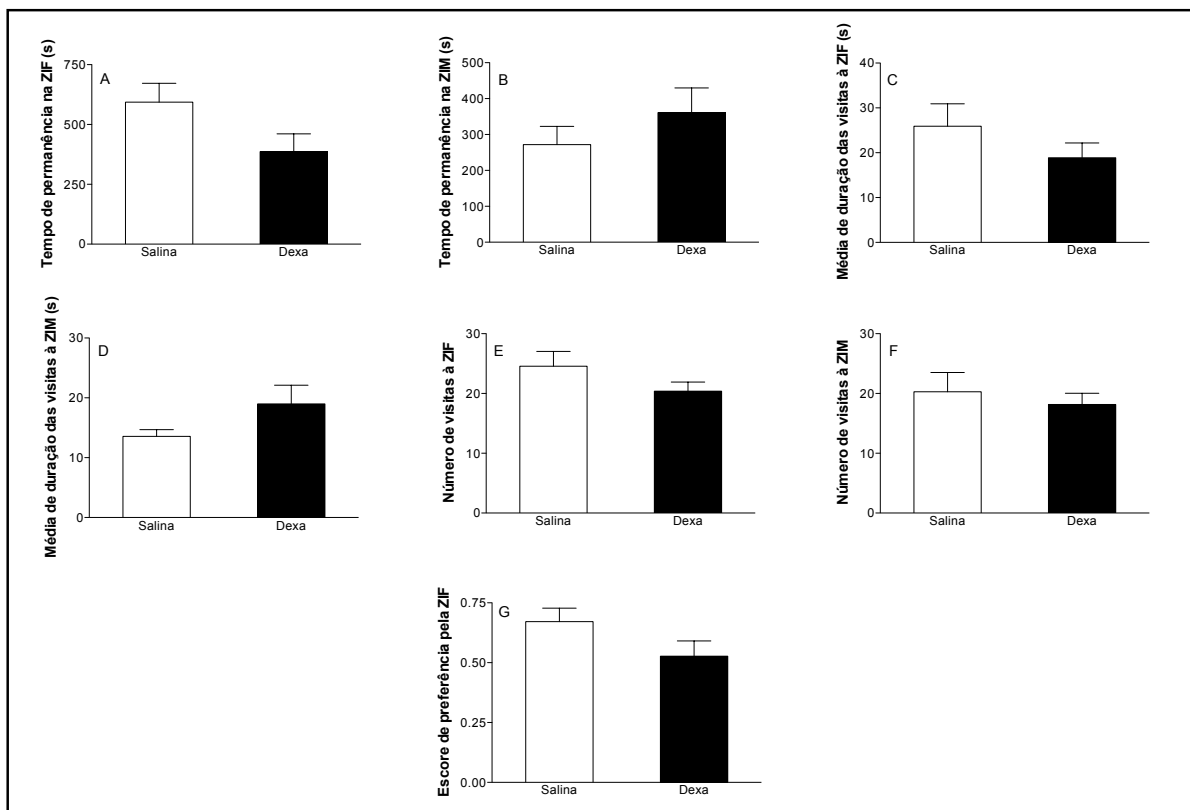 A
Tempo de permanência na ZIF (s)
750
500
250
0
Salina Dexa
B
Tempo de permanência na ZIM (s)
500
400
300
200
100
0
Salina Dexa
C
Média de duração das visitas à ZIF (s)
40
30
20
10
0
Salina Dexa
D
Média de duração das visitas à ZIM (s)
30
20
10
0
Salina Dexa
E
Número de visitas à ZIF
30
20
10
0
Salina Dexa
F
Número de visitas à ZIM
30
20
10
0
Salina Dexa
G
Escore de preferência pela ZIF
0.75
0.50
0.25
0.00
Salina Dexa